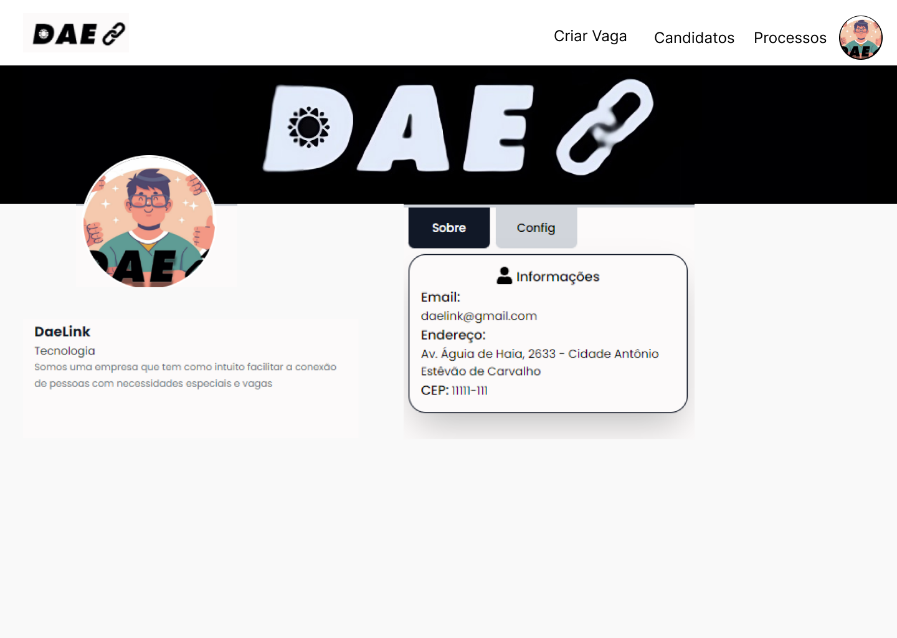 DAE
Criar Vaga
Candidatos
Processos
DAE
DAE
DAE
Sobre
Config
Informações
Email:
daelink@gmail.com
Endereço:
Av. Águia de Haia, 2633 - Cidade Antônio
Estêvão de Carvalho
CEP: 11111-111
DaeLink
Tecnologia
Somos uma empresa que tem como intuito facilitar a conexão
de pessoas com necessidades especiais e vagas